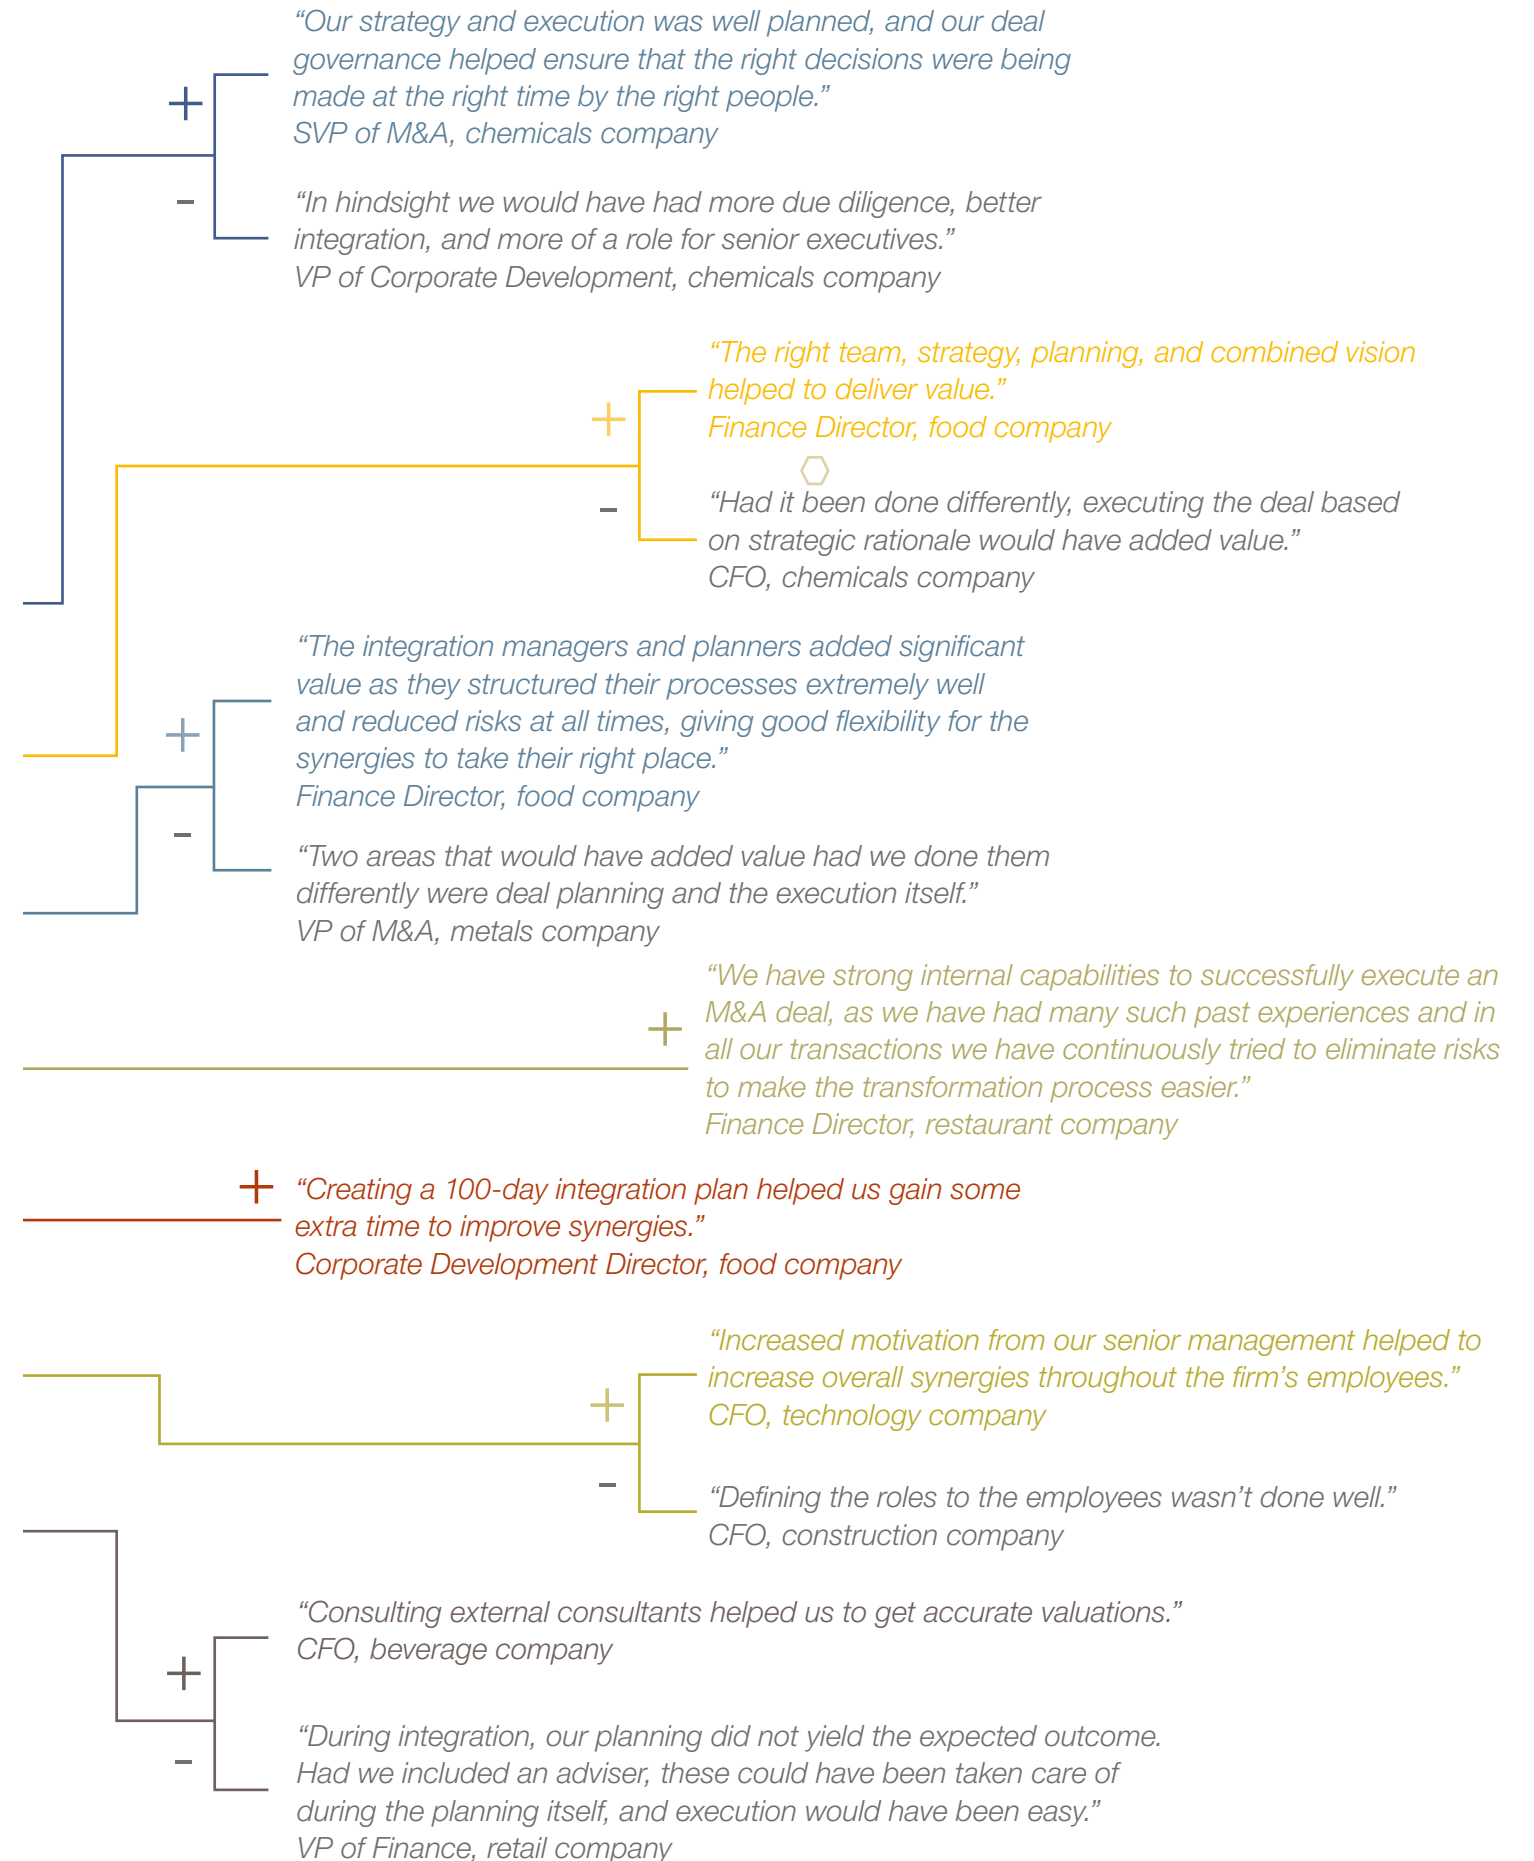 “Our strategy and execution was well planned, and our deal
governance helped ensure that the right decisions were being
made at the right time by the right people.”
SVP of M&A, chemicals company
“In hindsight we would have had more due diligence, better
integration, and more of a role for senior executives.”
VP of Corporate Development, chemicals company
“The right team, strategy, planning, and combined vision
helped to deliver value.”
Finance Director, food company
“Had it been done differently, executing the deal based
on strategic rationale would have added value.”
CFO, chemicals company
“The integration managers and planners added significant
value as they structured their processes extremely well
and reduced risks at all times, giving good flexibility for the
synergies to take their right place.”
Finance Director, food company
“Two areas that would have added value had we done them
differently were deal planning and the execution itself.”
VP of M&A, metals company
“We have strong internal capabilities to successfully execute an
M&A deal, as we have had many such past experiences and in
all our transactions we have continuously tried to eliminate risks
to make the transformation process easier.”
Finance Director, restaurant company
“Creating a 100-day integration plan helped us gain some
extra time to improve synergies.”
Corporate Development Director, food company
“Increased motivation from our senior management helped to
increase overall synergies throughout the firm’s employees.”
CFO, technology company
“Defining the roles to the employees wasn’t done well.”
CFO, construction company
“Consulting external consultants helped us to get accurate valuations.”
CFO, beverage company
“During integration, our planning did not yield the expected outcome.
Had we included an adviser, these could have been taken care of
during the planning itself, and execution would have been easy.”
VP of Finance, retail company